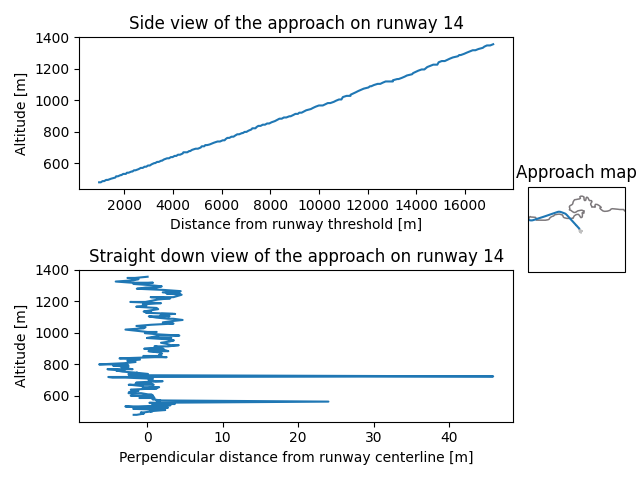 Side view of the approach on runway 14
1400
1200
1000
800
600
Altitude [m]
2000 4000 6000 8000 10000 12000 14000 16000
Distance from runway threshold [m]
Approach map
Straight down view of the approach on runway 14
1400
1200
1000
800
600
Altitude [m]
0 10 20 30 40
Perpendicular distance from runway centerline [m]